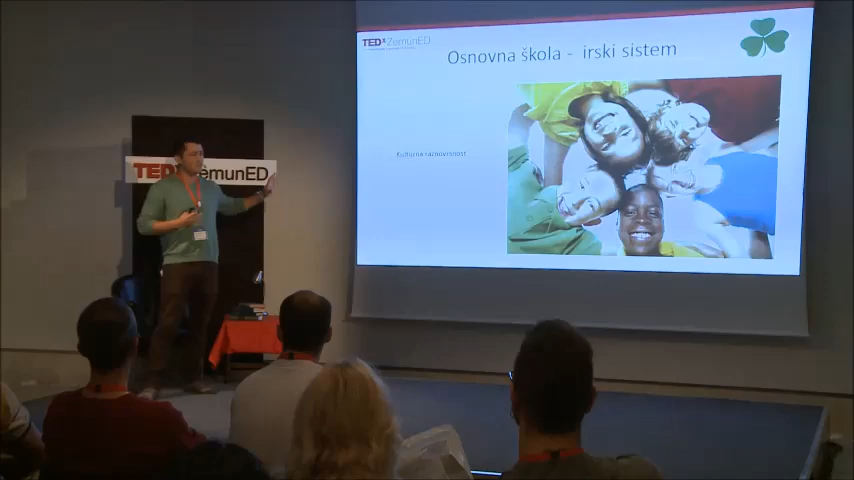 TEDxZemunED
Osnovna škola - irski sistem
Kulturna raznovrsnost
TEDxZemunED